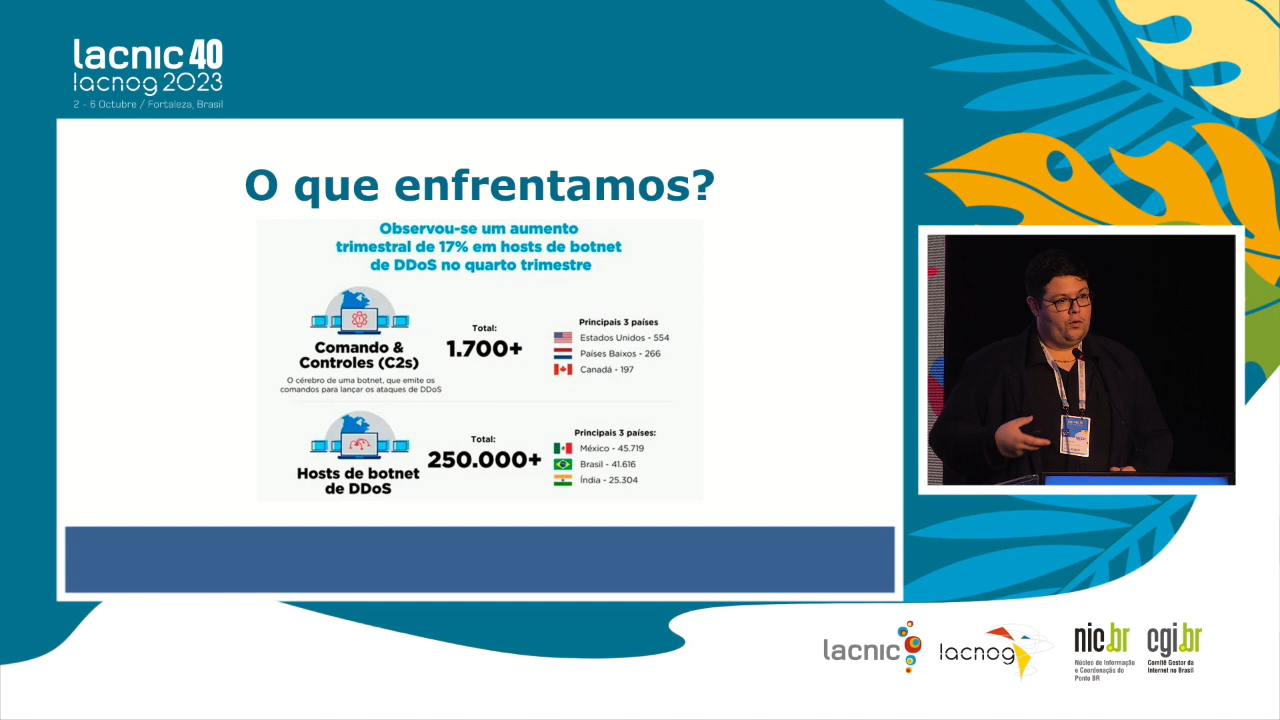 lacnic 40
lacnog 2023
2 - 6 Octubre / Fortaleza, Brasil
O que enfrentamos?
Observou-se um aumento
trimestral de 17% em hosts de botnet
de DDoS no quarto trimestre
Comando &
Controles (C2s)
O cérebro de uma botnet, que emite os
comandos para lançar os ataques de DDoS
Total:
1.700+
Principais 3 países
Estados Unidos - 554
Países Baixos - 266
Canadá - 197
Hosts de botnet
de DDoS
Total:
250.000+
Principais 3 países:
México - 45.719
Brasil - 41.616
Índia - 25.304
lacnic
lacnog
nic.br
Núcleo de Informação
e Coordenação do
Ponto BR
cgi.br
Comitê Gestor da
Internet no Brasil